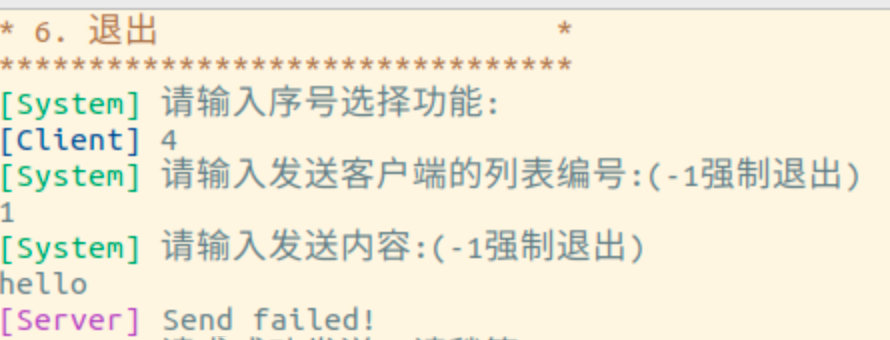 * 6. 退出 *
********************************
[System] 请输入序号选择功能:
[Client] 4
[System] 请输入发送客户端的列表编号:(-1强制退出)
1
[System] 请输入发送内容:(-1强制退出)
hello
[Server] Send failed!